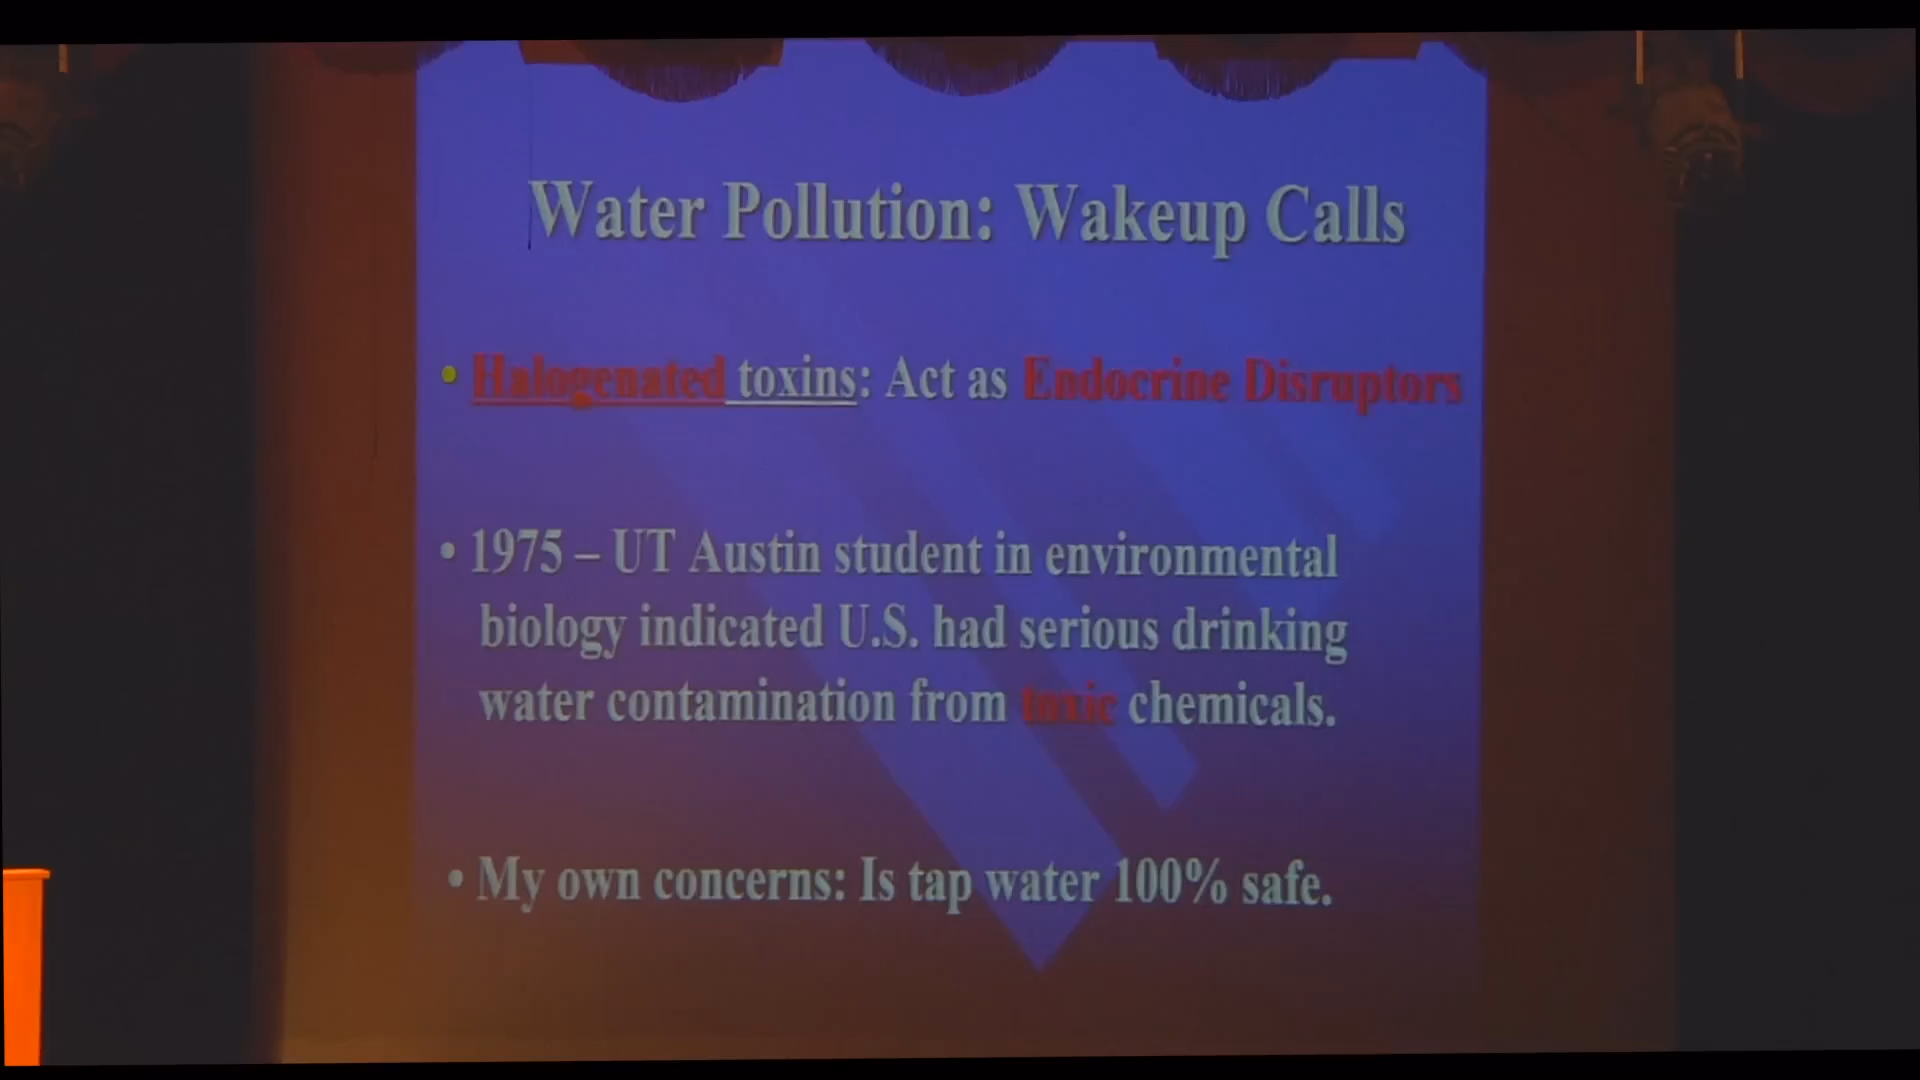 Water Pollution: Wakeup Calls
• Halogenated toxins: Act as Endocrine Disruptors
• 1975 – UT Austin student in environmental
biology indicated U.S. had serious drinking
water contamination from toxic chemicals.
• My own concerns: Is tap water 100% safe.